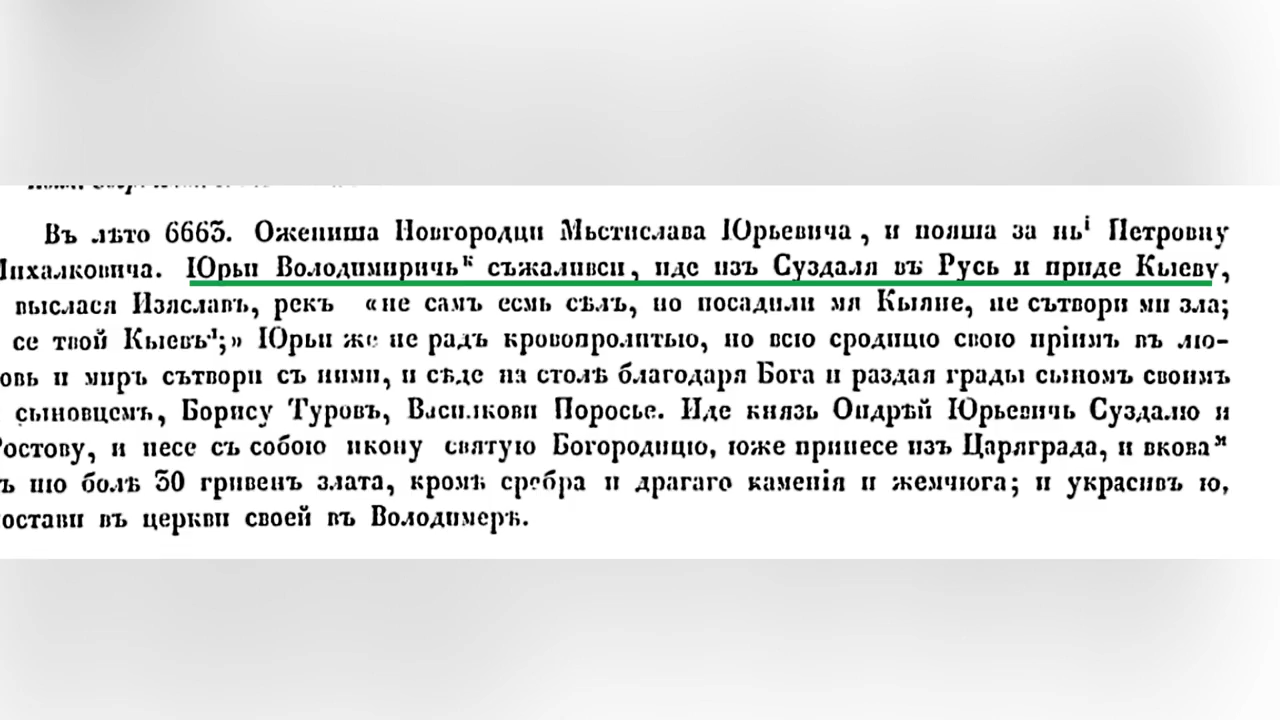 Въ лѣто 6663. Ожениша Новгородци Мьстислава Юрьевича, и пояша за нь і Петровну
Михалковича. Юрьи Володимиричь к съжаливси, иде изъ Суздаля въ Русь и приде Кыеву,
выслася Изяславъ, рекъ «не самъ есмь сѣлъ, но посадили мя Кыяне, не сътвори ми зла;
се твой Кыевъ 1;» Юрьи же не радъ кровопролитью, но всю сродицю свою пріимъ въ лю-
овь и миръ сътвори съ ними, и сѣде на столѣ благодаря Бога и раздая грады сыномъ своимъ
сыновцемъ, Борису Туровъ, Василкови Поросье. Иде князь Ондрѣй Юрьевичь Суздалю и
Ростову, и несе съ собою икону святую Богородицю, юже принесе изъ Царяграда, и вкова м
ъ ню болѣ 30 гривенъ злата, кромѣ сребра и драгаго каменія и жемчюга; и украсивъ ю,
остави въ церкви своей въ Володимерѣ.